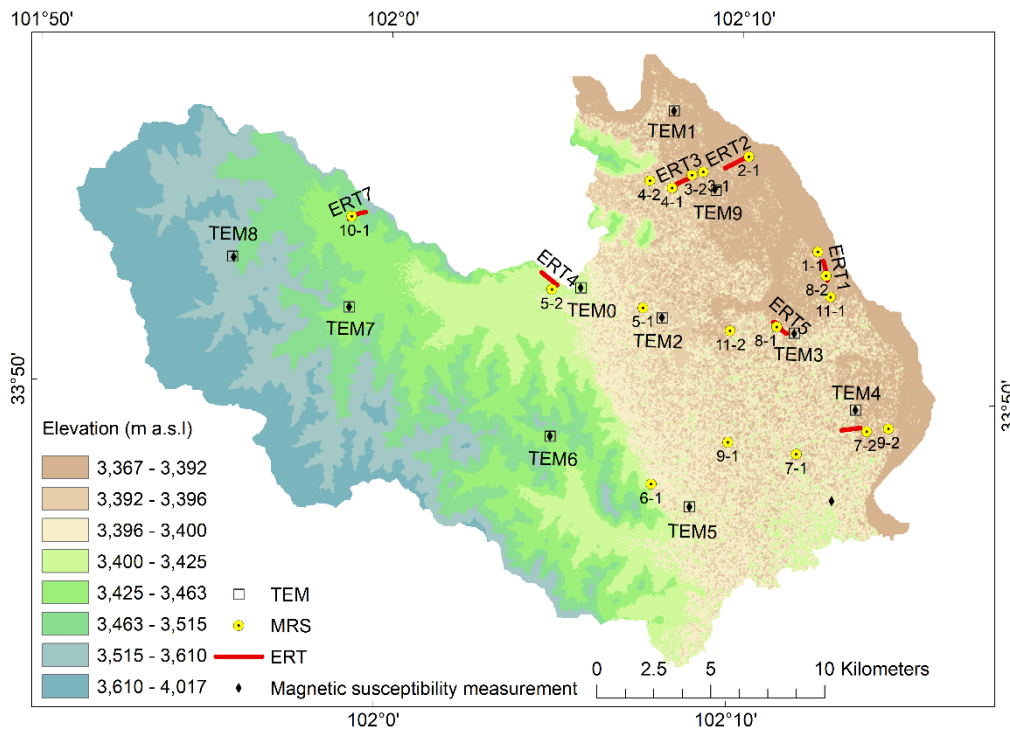 101°50' 102°0' 102°10'
TEM1
ERT3 ERT2
2-1
4-2 4-1 3-2 3-1
TEM9
ERT7
10-1
TEM8
ERT4
1-1 ERT1
8-2
TEM0
5-2
11-1
TEM7
5-1
TEM2
ERT5
11-2 8-1
TEM3
33°50' 33°50'
TEM4
Elevation (m a.s.l)
3,367 - 3,392
3,392 - 3,396
3,396 - 3,400
3,400 - 3,425
3,425 - 3,463
3,463 - 3,515
3,515 - 3,610
3,610 - 4,017
TEM6
9-1 7-1 7-2 9-2
6-1
TEM5
TEM
MRS
ERT
Magnetic susceptibility measurement
0 2.5 5 10 Kilometers
102°0' 102°10'